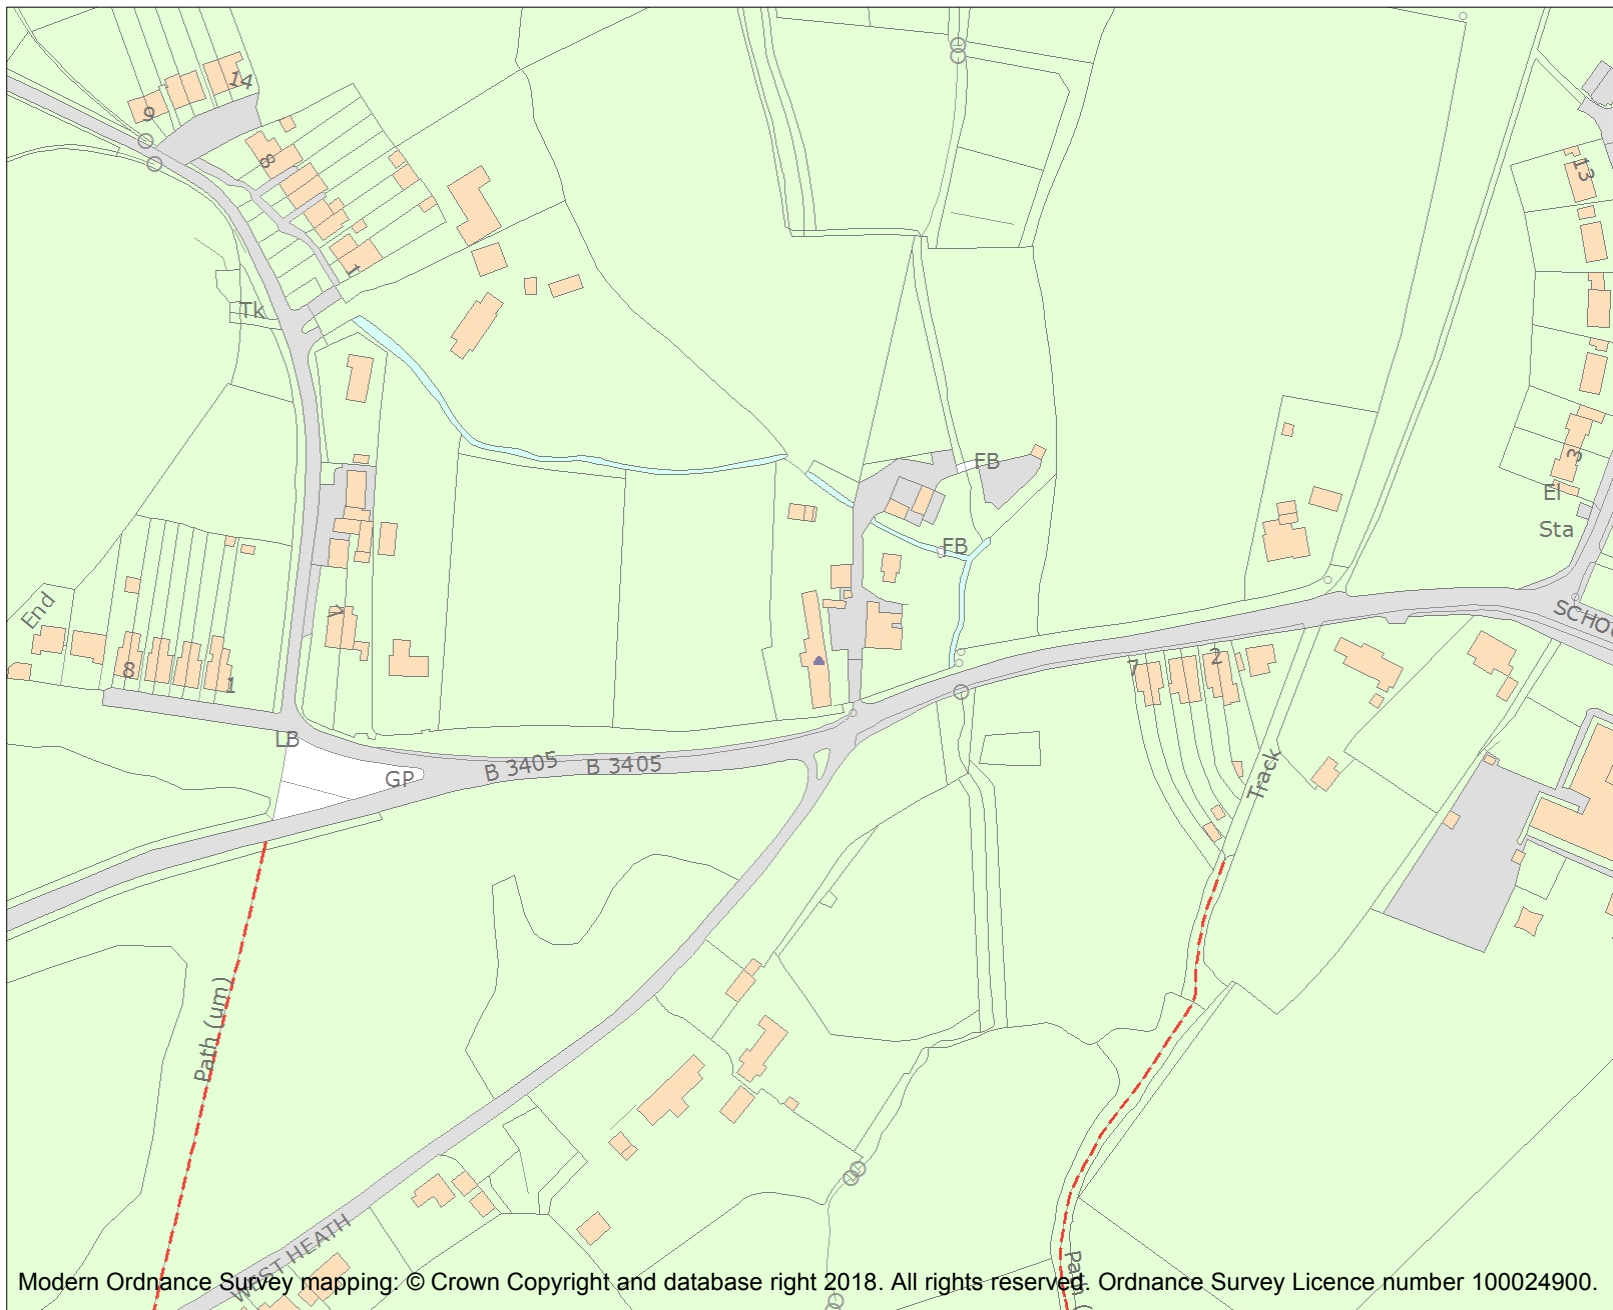 14
9
8
13
1
Tk
FB
3
El
Sta
FB
End
7
8
1
7
2
SCHO
LB
GP
B 3405
B 3405
Track
Path (um)
WEST HEATH
Path (
Modern Ordnance Survey mapping: © Crown Copyright and database right 2018. All rights reserved. Ordnance Survey Licence number 100024900.